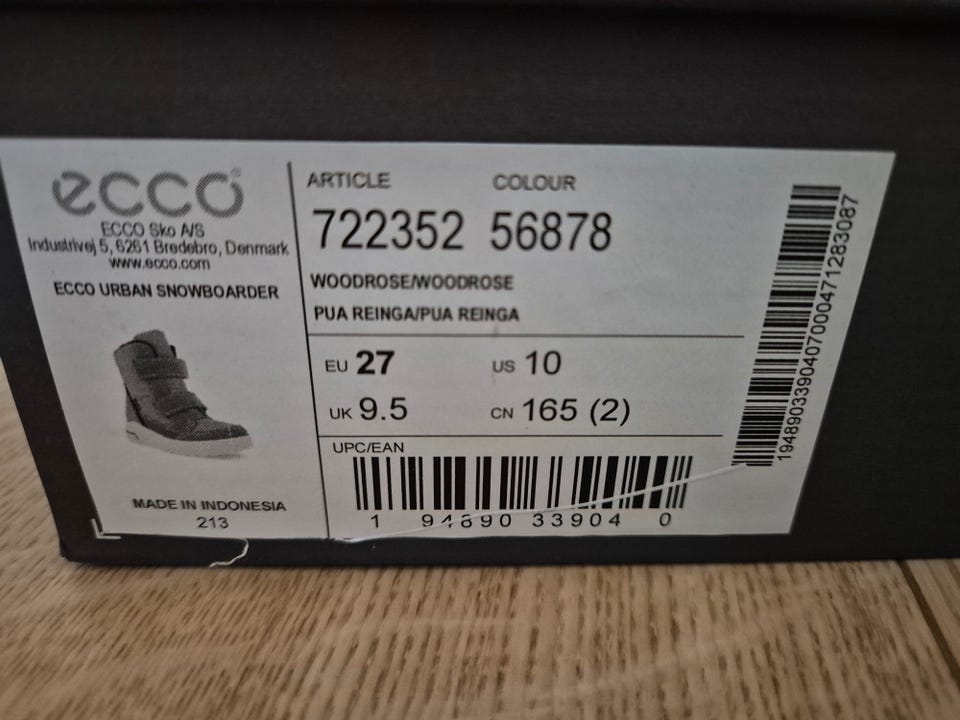 ecco
ECCO Sko A/S
Industrivej 5, 6261 Bredebro, Denmark
www.ecco.com
ECCO URBAN SNOWBOARDER
MADE IN INDONESIA
213
ARTICLE COLOUR
722352 56878
WOODROSE/WOODROSE
PUA REINGA/PUA REINGA
EU 27 US 10
UK 9.5 CN 165 (2)
UPC/EAN
1 94890 33904 0
194890339040700047128308​7